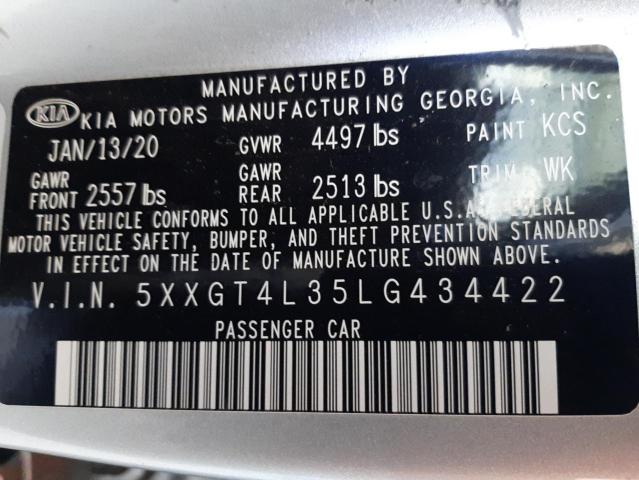 MANUFACTURED BY
KIA KIA MOTORS MANUFACTURING GEORGIA, INC.
JAN/13/20 GVWR 4497 lbs PAINT KCS
GAWR FRONT 2557 lbs GAWR REAR 2513 lbs TRIM WK
THIS VEHICLE CONFORMS TO ALL APPLICABLE U.S.A. FEDERAL
MOTOR VEHICLE SAFETY, BUMPER, AND THEFT PREVENTION STANDARDS
IN EFFECT ON THE DATE OF MANUFACTURE SHOWN ABOVE.
V.I.N. 5XXGT4L35LG434422
PASSENGER CAR